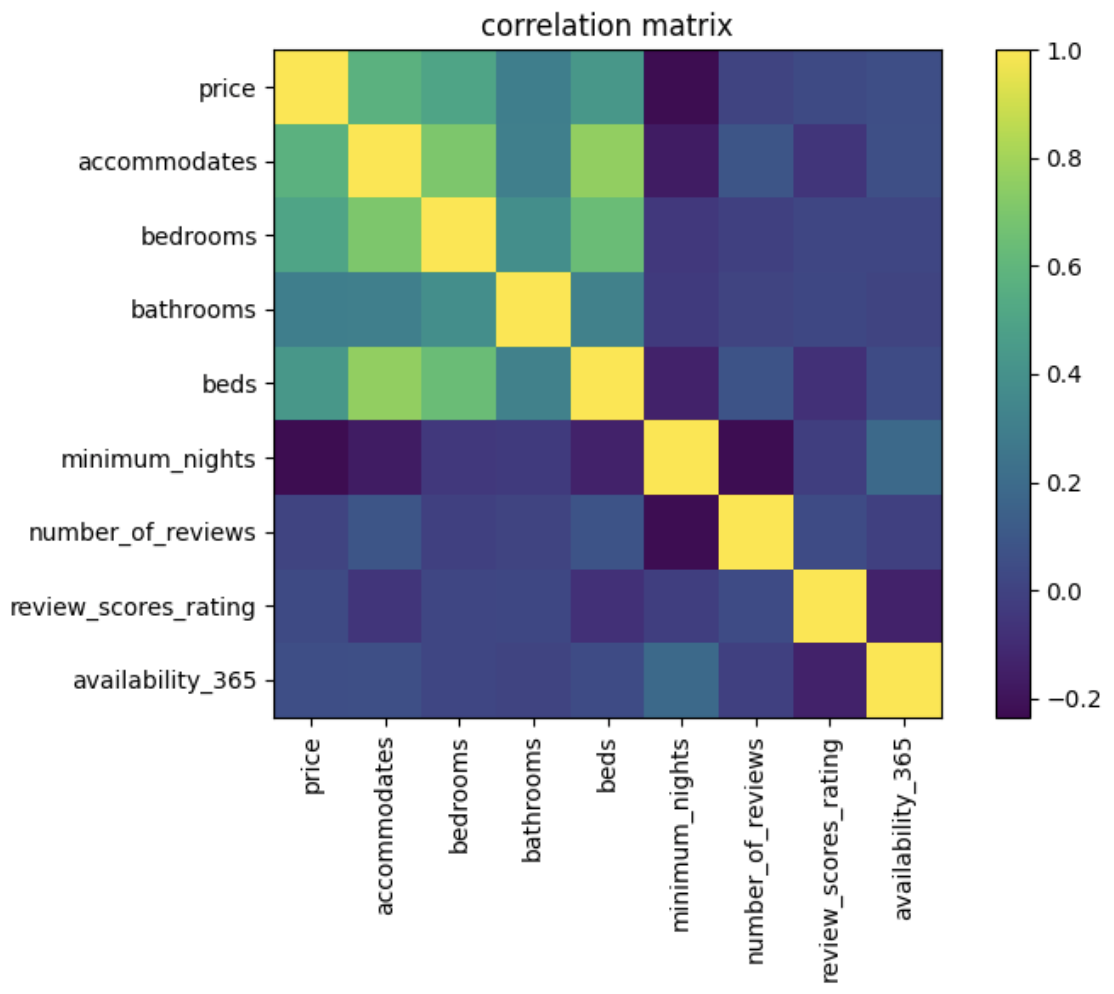 correlation matrix
price
accommodates
bedrooms
bathrooms
beds
minimum_nights
number_of_reviews
review_scores_rating
availability_365
price
accommodates
bedrooms
bathrooms
beds
minimum_nights
number_of_reviews
review_scores_rating
availability_365
1.0
0.8
0.6
0.4
0.2
0.0
−0.2